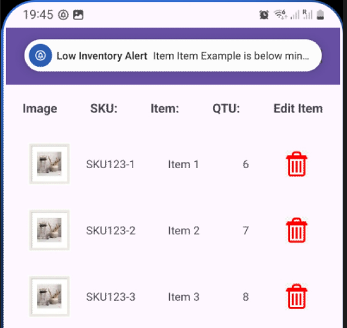 19:45
Low Inventory Alert Item Item Example is below min...
Image SKU: Item: QTU: Edit Item
SKU123-1 Item 1 6
SKU123-2 Item 2 7
SKU123-3 Item 3 8